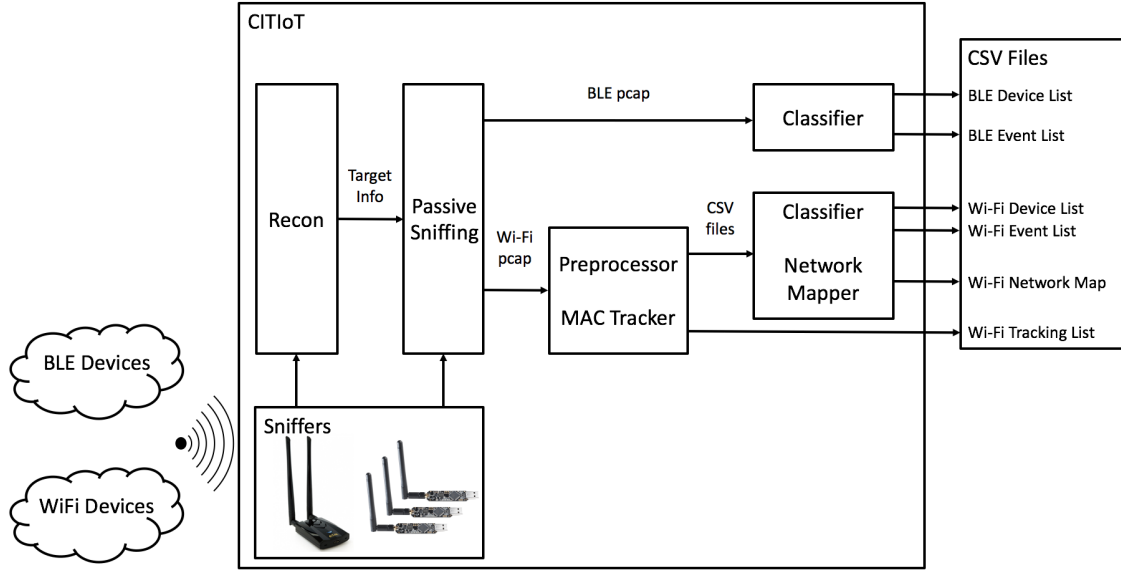 CITIoT
CSV Files
BLE pcap
Classifier
BLE Device List
BLE Event List
Recon
Target
Info
Passive
Sniffing
Wi-Fi
pcap
Preprocessor
MAC Tracker
CSV
files
Classifier
Network
Mapper
Wi-Fi Device List
Wi-Fi Event List
Wi-Fi Network Map
Wi-Fi Tracking List
BLE Devices
WiFi Devices
Sniffers